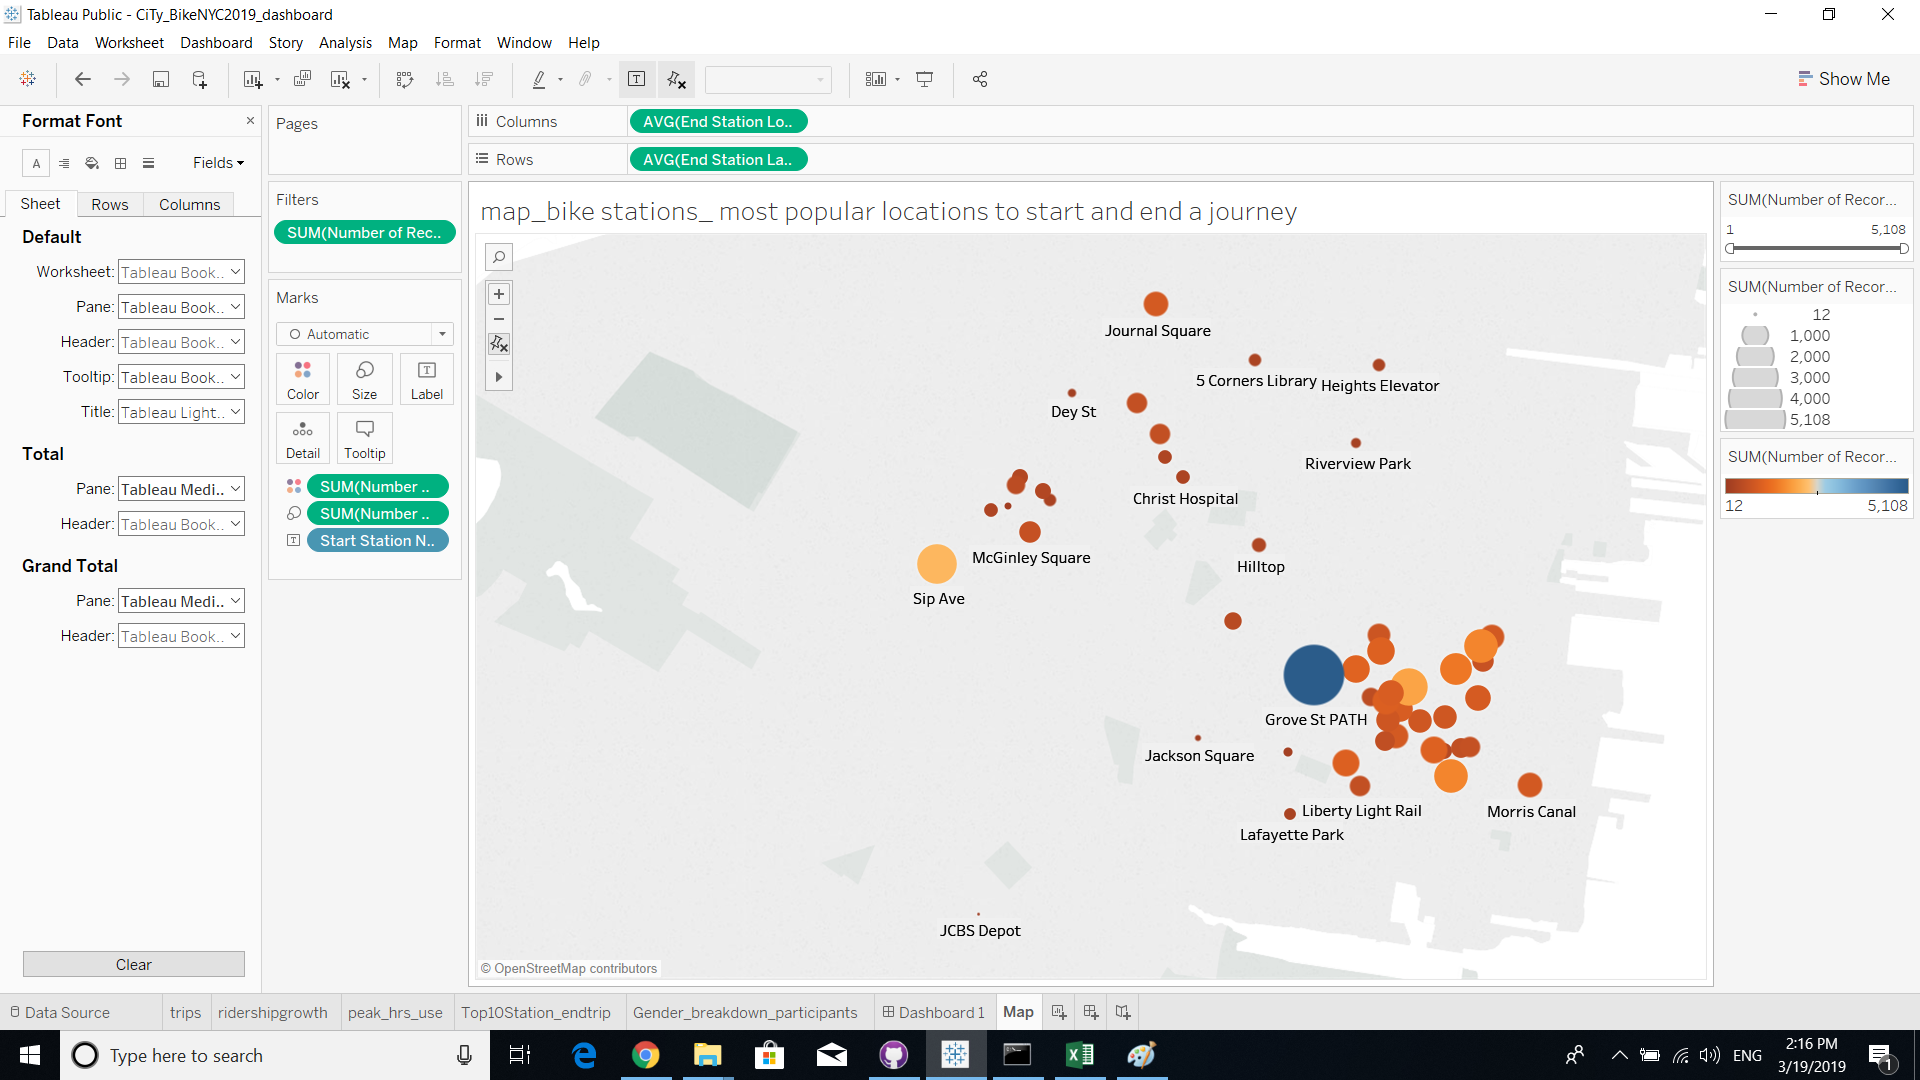 Tableau Public - CiTy_BikeNYC2019_dashboard
File Data Worksheet Dashboard Story Analysis Map Format Window Help
Show Me
Format Font
A
Fields
Sheet Rows Columns
Default
Worksheet: Tableau Book..
Pane: Tableau Book..
Header: Tableau Book..
Tooltip: Tableau Book..
Title: Tableau Light..
Total
Pane: Tableau Medi..
Header: Tableau Book..
Grand Total
Pane: Tableau Medi..
Header: Tableau Book..
Clear
Pages
Filters
SUM(Number of Rec..
Marks
Automatic
Color Size Label
Detail Tooltip
SUM(Number ..
SUM(Number ..
Start Station N..
Columns AVG(End Station Lo..
Rows AVG(End Station La..
map_bike stations_ most popular locations to start and end a journey
Journal Square
5 Corners Library
Heights Elevator
Dey St
Riverview Park
Christ Hospital
McGinley Square
Hilltop
Sip Ave
Grove St PATH
Jackson Square
Liberty Light Rail
Morris Canal
Lafayette Park
JCBS Depot
© OpenStreetMap contributors
SUM(Number of Recor...
1 5,108
SUM(Number of Recor...
12
1,000
2,000
3,000
4,000
5,108
SUM(Number of Recor...
12 5,108
Data Source trips ridershipgrowth peak_hrs_use Top10Station_endtrip Gender_breakdown_participants Dashboard 1 Map
Type here to search
ENG
2:16 PM
3/19/2019
1